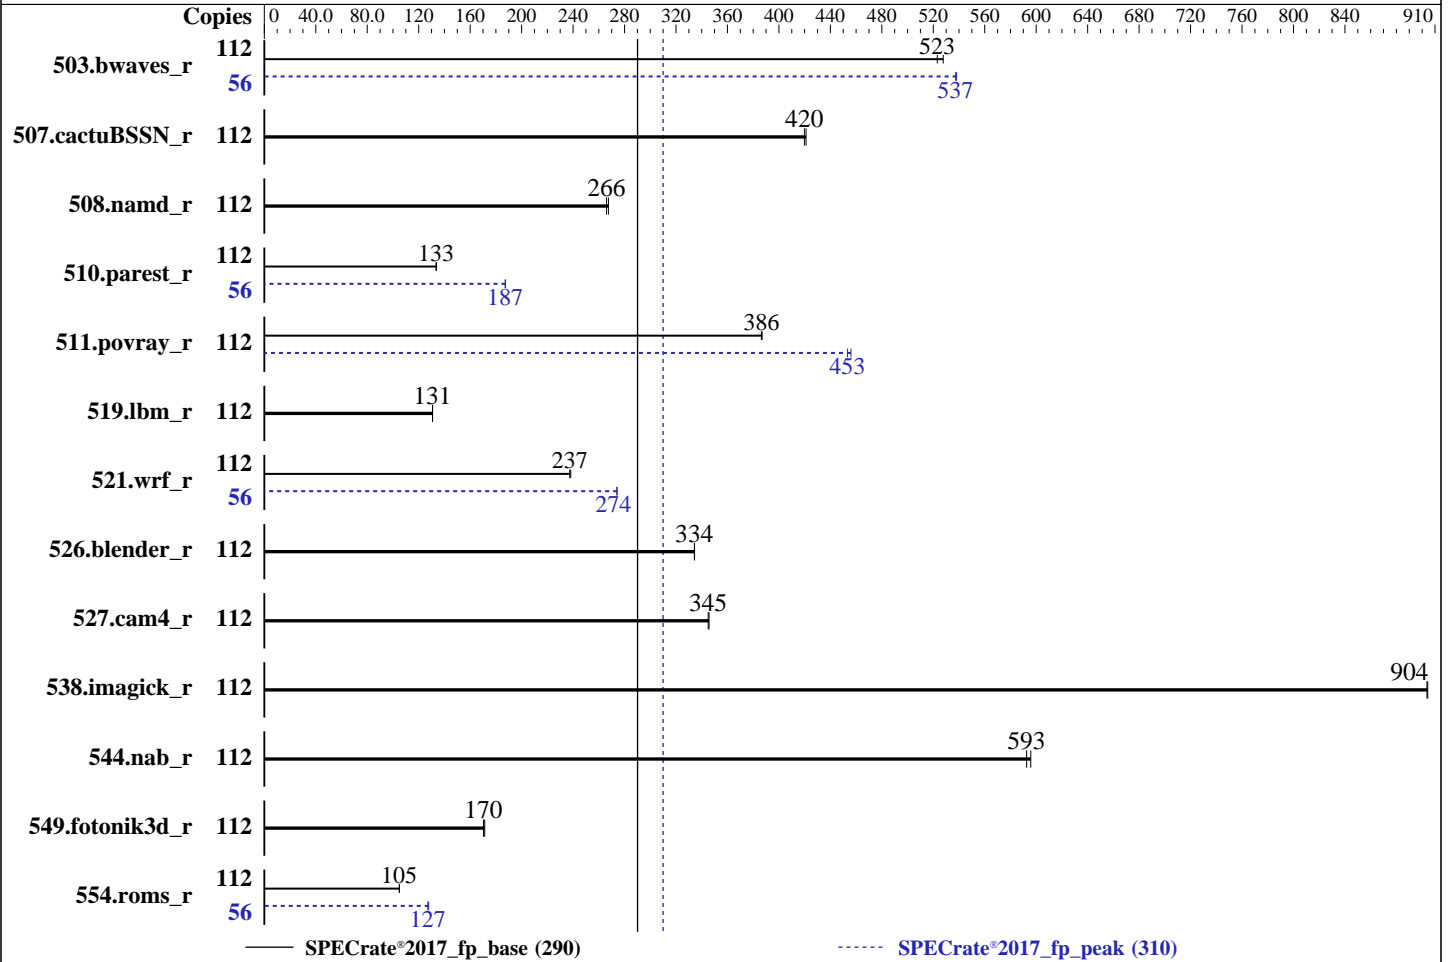 Copies 0 40.0 80.0 120 160 200 240 280 320 360 400 440 480 520 560 600 640 680 720 760 800 840 910
503.bwaves_r 112 523
56 537
507.cactuBSSN_r 112 420
508.namd_r 112 266
510.parest_r 112 133
56 187
511.povray_r 112 386
453
519.lbm_r 112 131
521.wrf_r 112 237
56 274
526.blender_r 112 334
527.cam4_r 112 345
538.imagick_r 112 904
544.nab_r 112 593
549.fotonik3d_r 112 170
554.roms_r 112 105
56 127
SPECrate®2017_fp_base (290) SPECrate®2017_fp_peak (310)